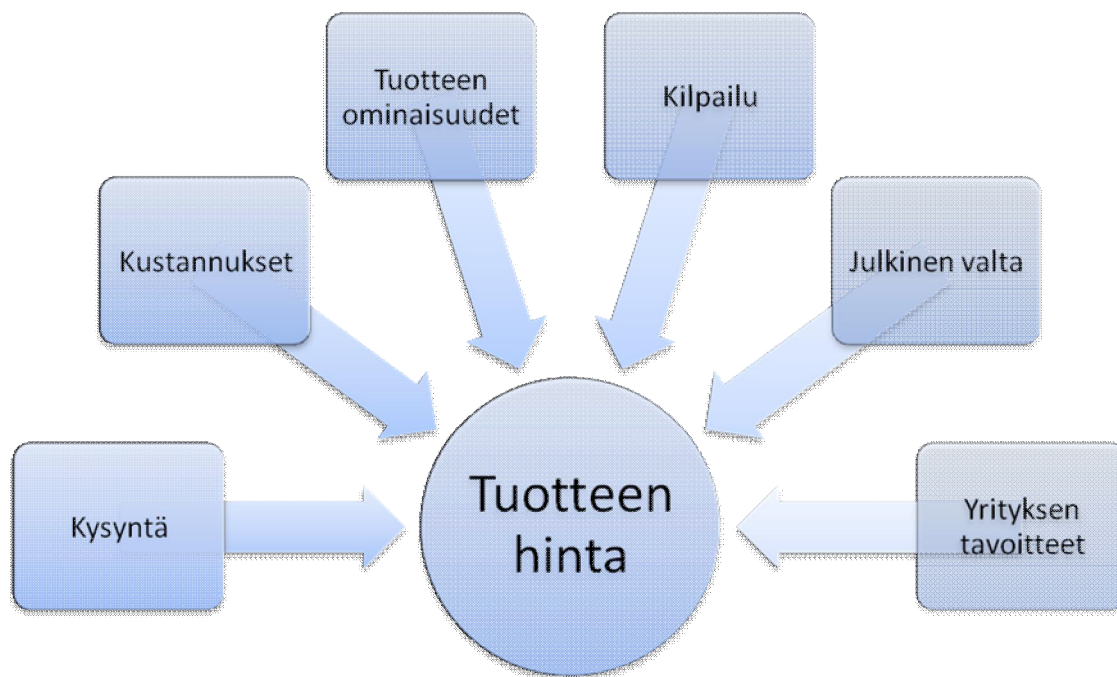 Tuotteen
ominaisuudet
Kilpailu
Kustannukset
Julkinen valta
Kysyntä
Tuotteen
hinta
Yrityksen
tavoitteet